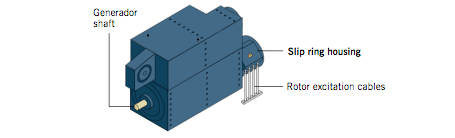 Generador
shaft
Slip ring housing
Rotor excitation cables